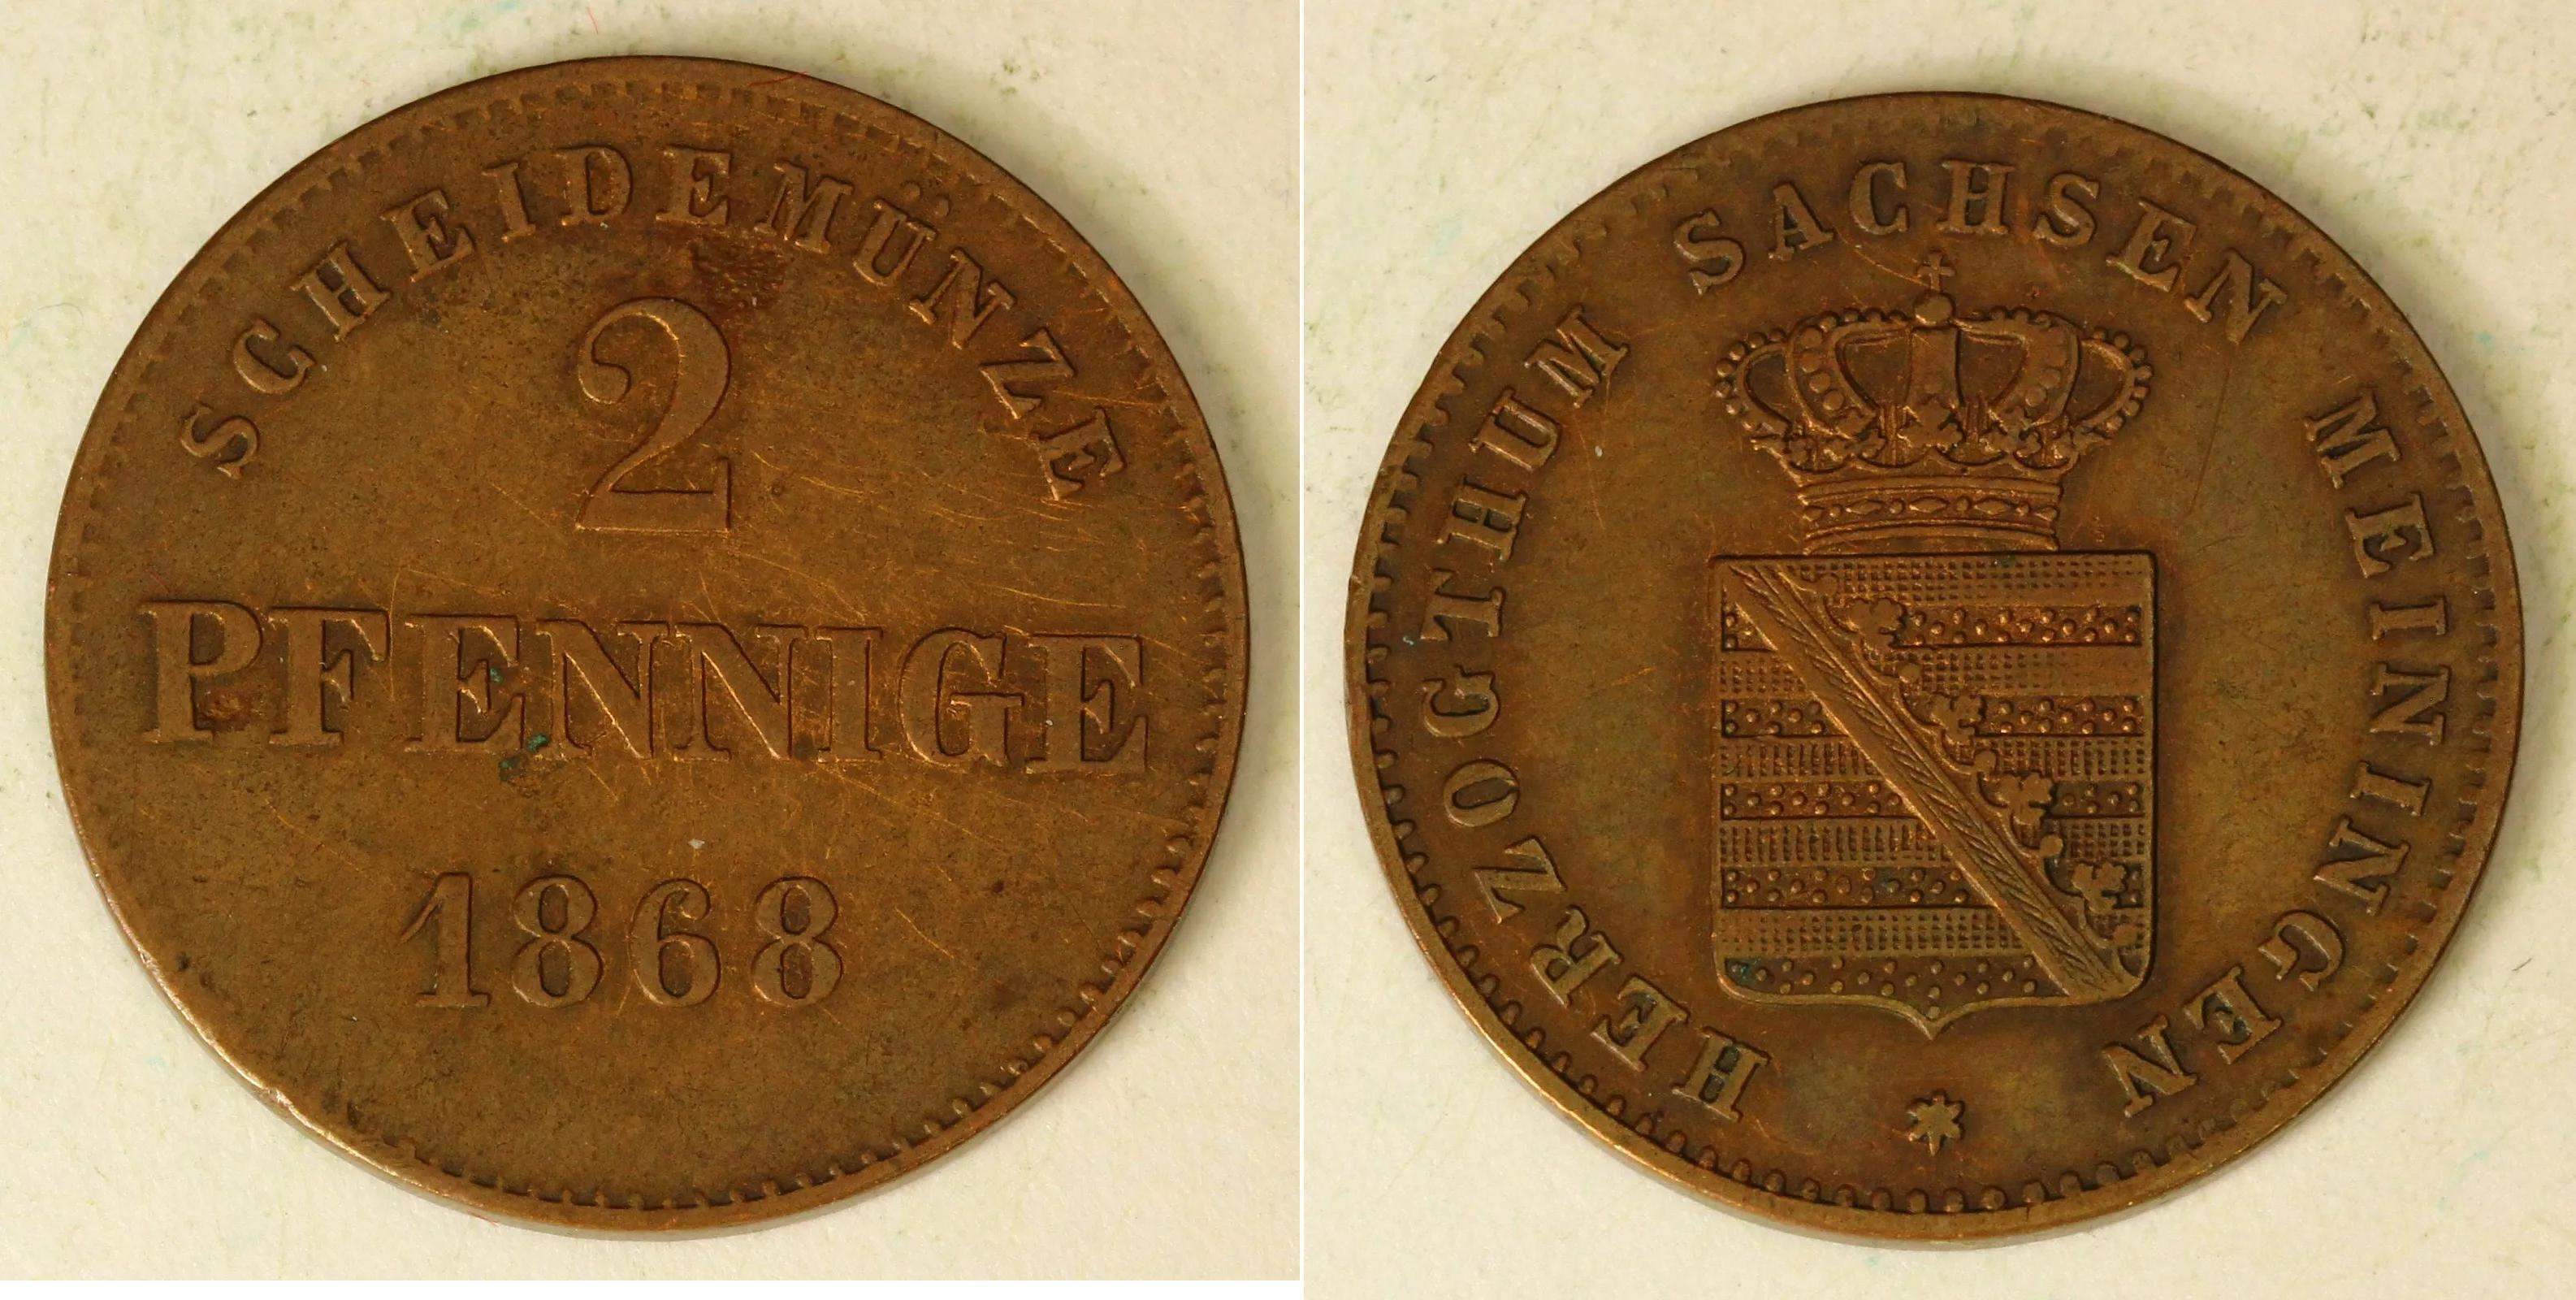 SCHEIDEMÜNZE
2
PFENNIGE
1868
HERZOGTHUM SACHSEN MEININGEN